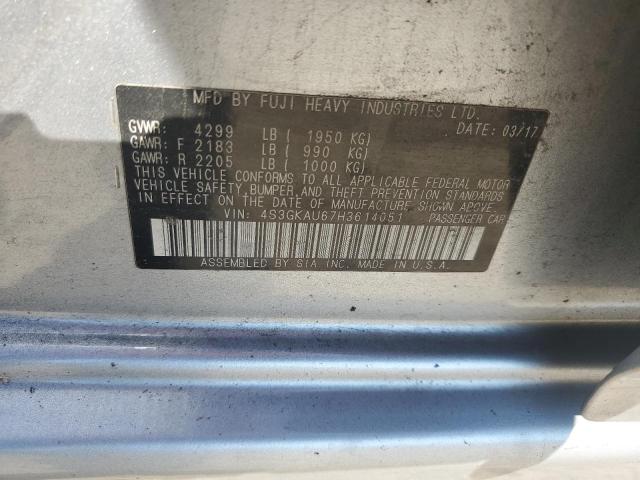 MFD BY FUJI HEAVY INDUSTRIES LTD.
DATE: 03/17
GVWR: 4299 LB ( 1950 KG)
GAWR: F 2183 LB ( 990 KG)
GAWR: R 2205 LB ( 1000 KG)
THIS VEHICLE CONFORMS TO ALL APPLICABLE FEDERAL MOTOR
VEHICLE SAFETY, BUMPER, AND THEFT PREVENTION STANDARDS
IN EFFECT ON THE DATE OF MANUFACTURE SHOWN ABOVE
VIN: 4S3GKAU67H3614051 PASSENGER CAR
ASSEMBLED BY SIA INC. MADE IN U.S.A.